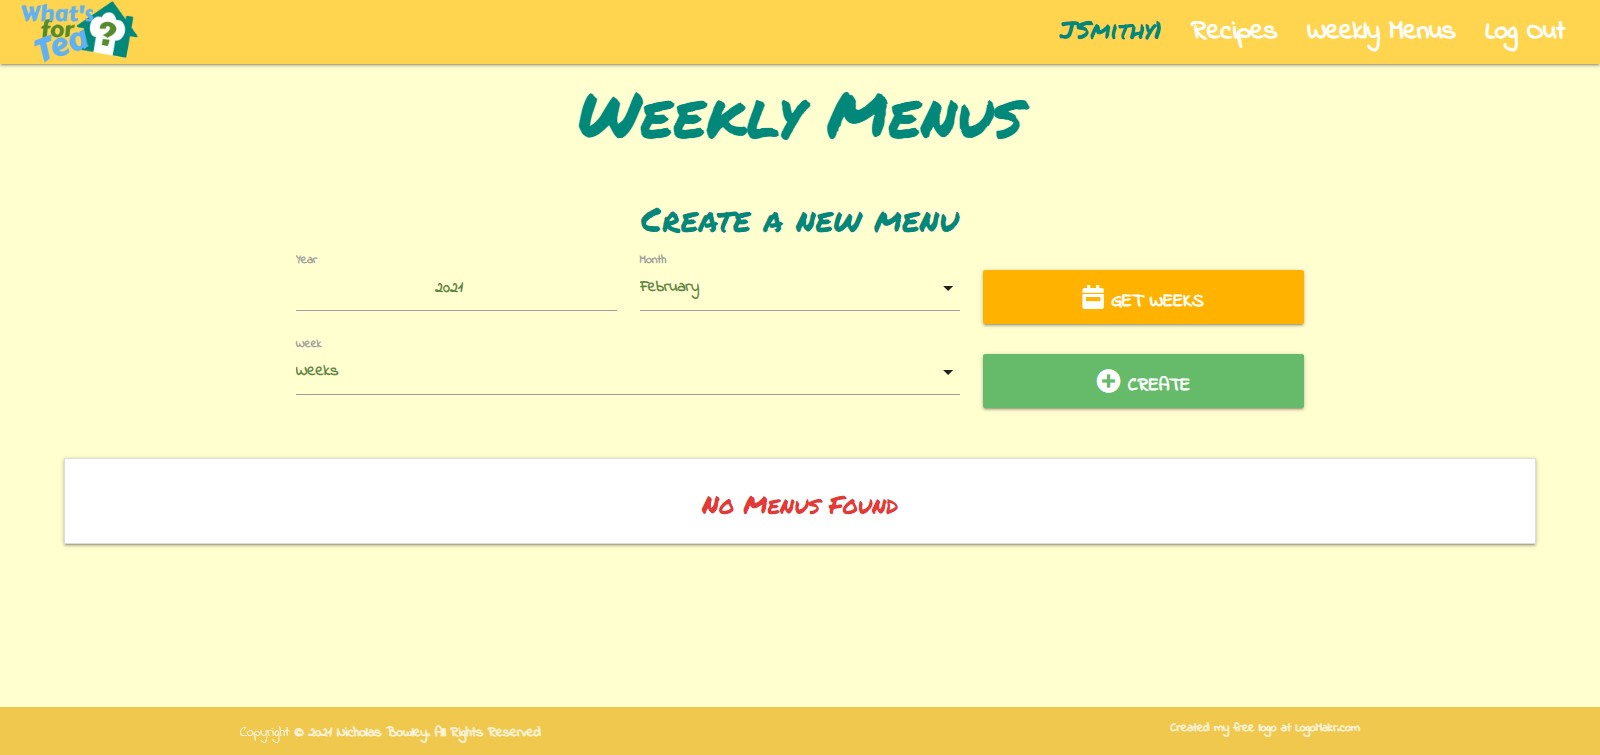 What's
for
Tea ?
JSmithy1 Recipes Weekly Menus Log Out
Weekly Menus
Create a new menu
Year
2021
Month
February
GET WEEKS
Week
Weeks
CREATE
No Menus Found
Copyright © 2021 Nicholas Bowley. All Rights Reserved
Created my free logo at LogoMakr.com